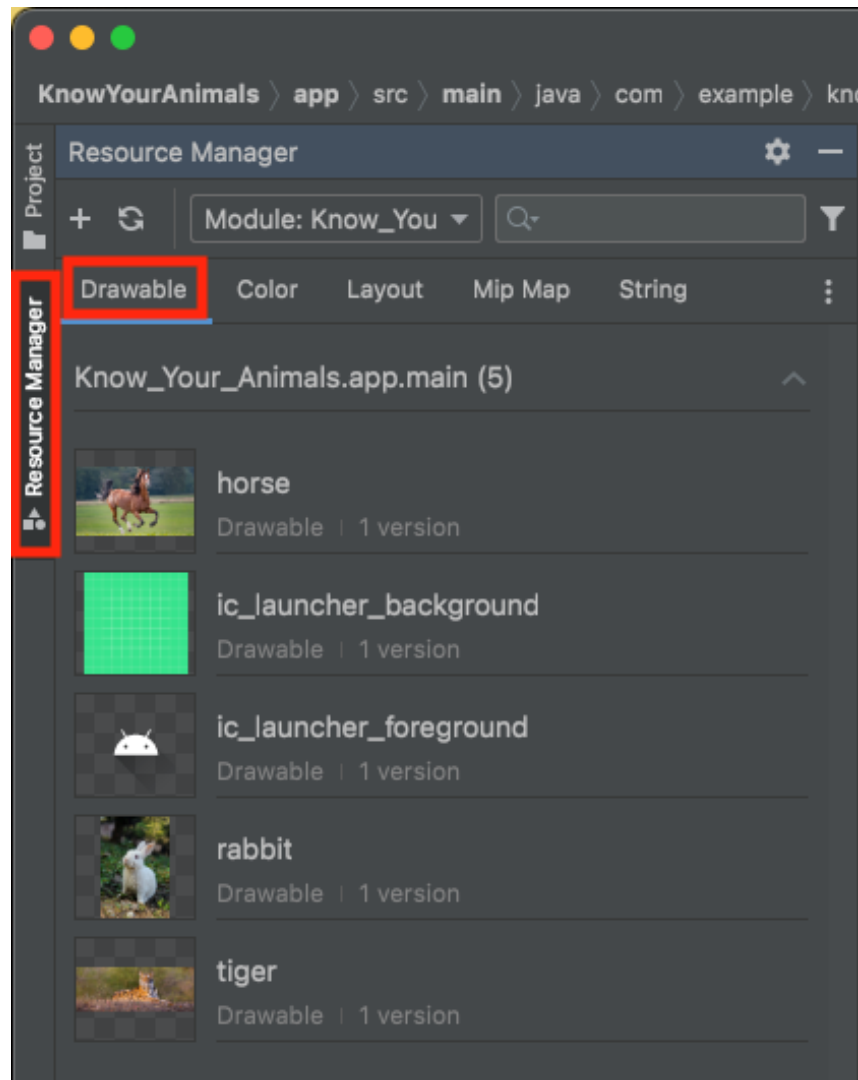 KnowYourAnimals 〉 app 〉 src 〉 main 〉 java 〉 com 〉 example 〉 kn
Project
Resource Manager
Resource Manager
Module: Know_You
Drawable Color Layout Mip Map String
Know_Your_Animals.app.main (5)
horse
Drawable | 1 version
ic_launcher_background
Drawable | 1 version
ic_launcher_foreground
Drawable | 1 version
rabbit
Drawable | 1 version
tiger
Drawable | 1 version